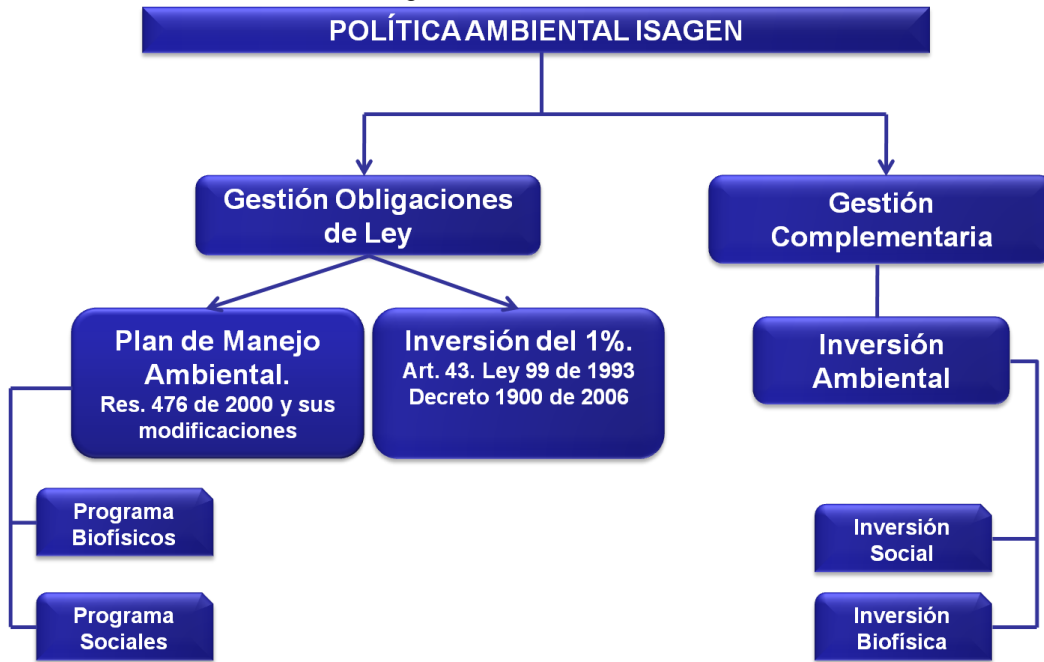 POLÍTICA AMBIENTAL ISAGEN
Gestión Obligaciones
de Ley
Gestión
Complementaria
Plan de Manejo
Ambiental.
Res. 476 de 2000 y sus
modificaciones
Inversión del 1%.
Art. 43. Ley 99 de 1993
Decreto 1900 de 2006
Inversión
Ambiental
Programa
Biofísicos
Programa
Sociales
Inversión
Social
Inversión
Biofísica